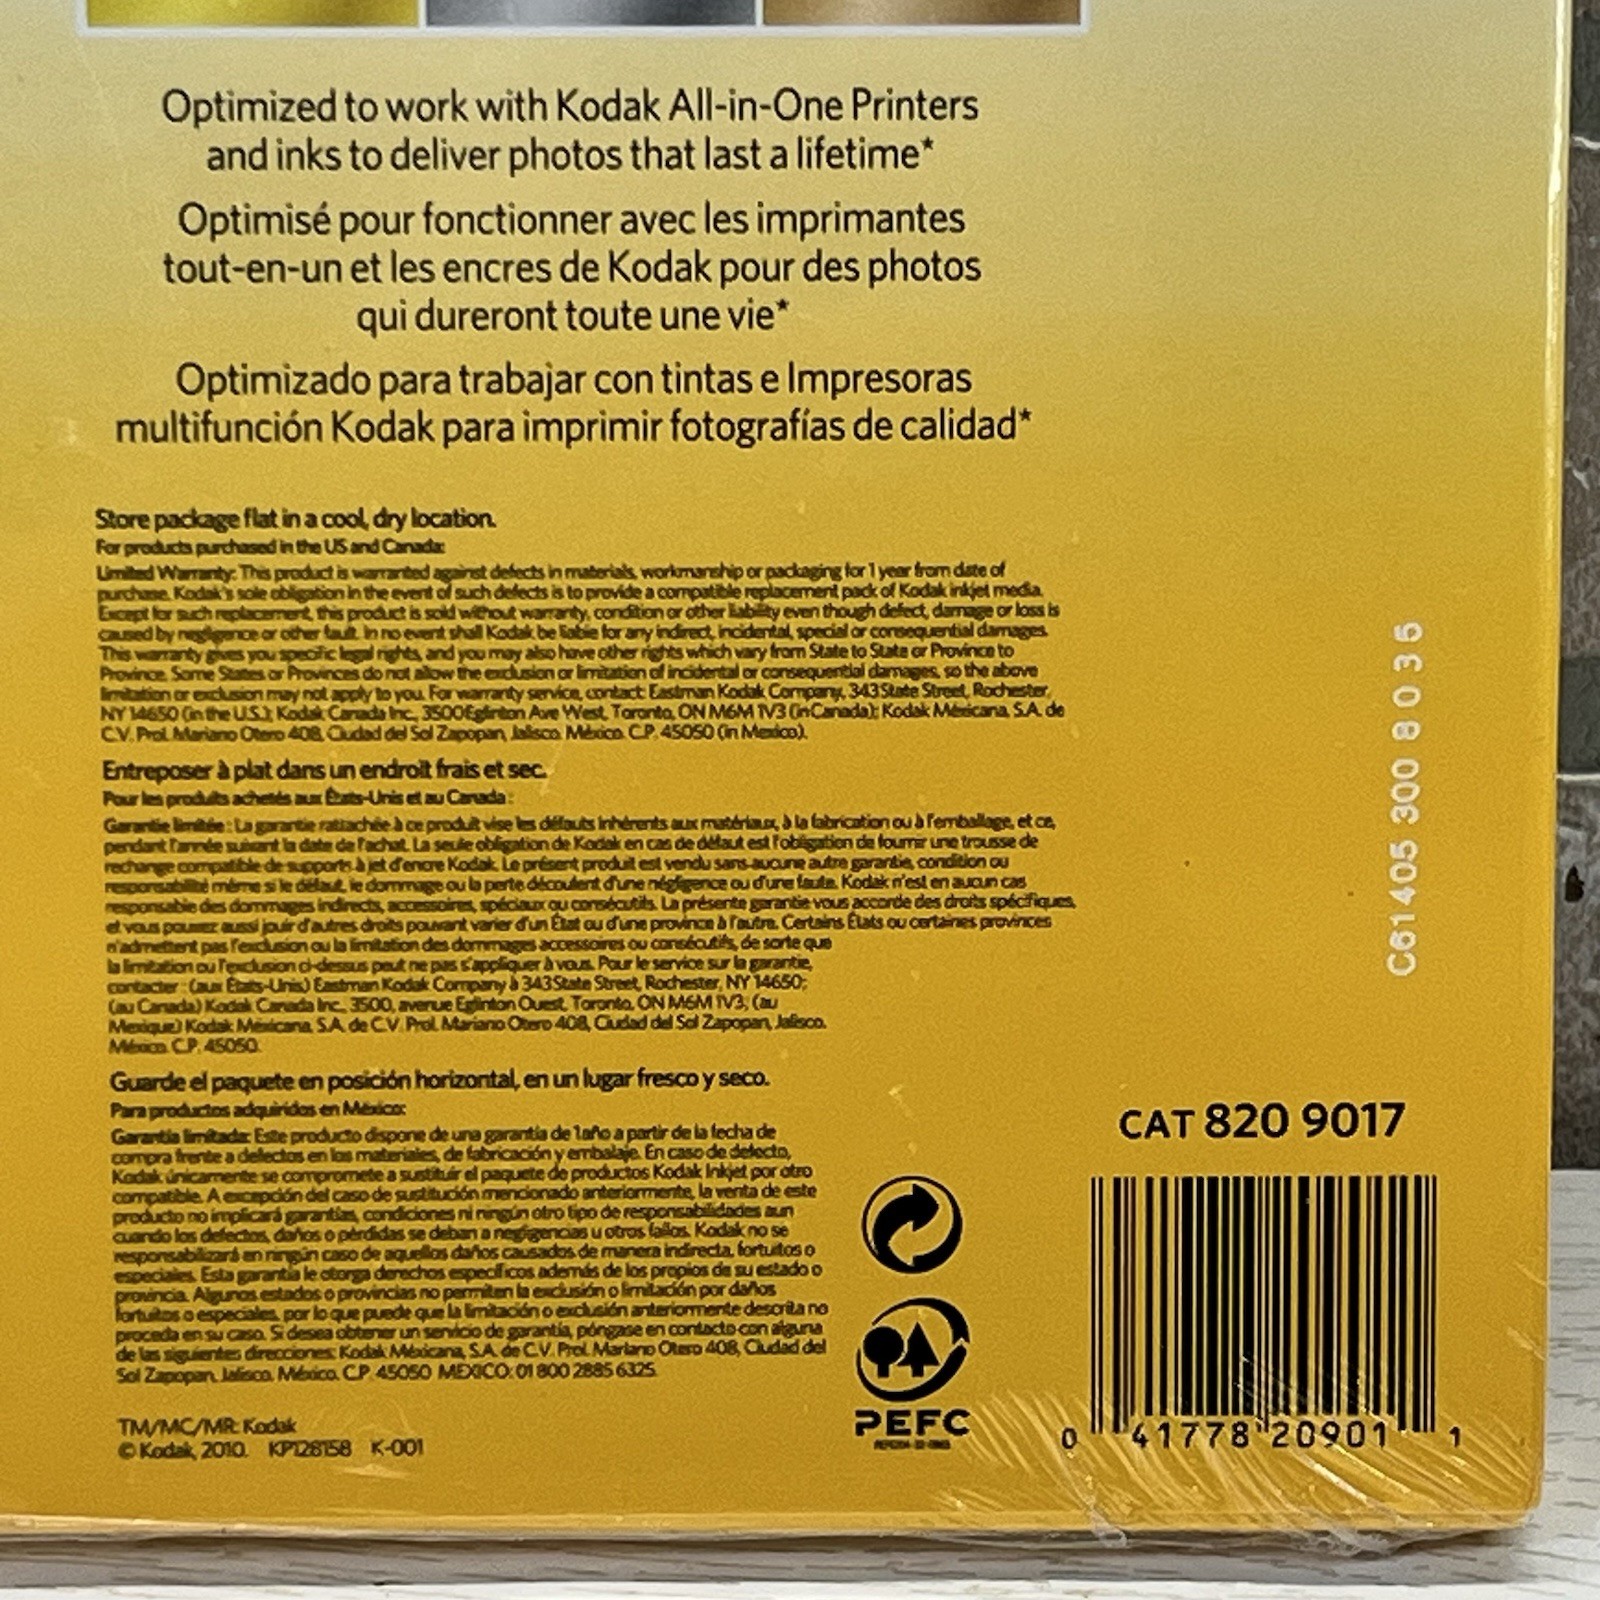 Optimized to work with Kodak All-in-One Printers
and inks to deliver photos that last a lifetime*
Optimisé pour fonctionner avec les imprimantes
tout-en-un et les encres de Kodak pour des photos
qui dureront toute une vie*
Optimizado para trabajar con tintas e Impresoras
multifunción Kodak para imprimir fotografías de calidad*
Store package flat in a cool, dry location.
For products purchased in the US and Canada:
Limited Warranty: This product is warranted against defects in materials, workmanship or packaging for 1 year from date of
purchase. Kodak's sole obligation in the event of such defects is to provide a compatible replacement pack of Kodak inkjet media.
Except for such replacement, this product is sold without warranty, condition or other liability even though defect, damage or loss is
caused by negligence or other fault. In no event shall Kodak be liable for any indirect, incidental, special or consequential damages.
This warranty gives you specific legal rights, and you may also have other rights which vary from State to State or Province to
Province. Some States or Provinces do not allow the exclusion or limitation of incidental or consequential damages, so the above
limitation or exclusion may not apply to you. For warranty service, contact: Eastman Kodak Company, 343 State Street, Rochester,
NY 14650 (in the U.S.); Kodak Canada Inc., 3500 Eglinton Ave West, Toronto, ON M6M 1V3 (in Canada); Kodak Mexicana, S.A. de
C.V. Prol. Mariano Otero 408, Ciudad del Sol Zapopan, Jalisco. México. C.P. 45050 (in Mexico).
Entreposer à plat dans un endroit frais et sec.
Pour les produits achetés aux États-Unis et au Canada :
Garantie limitée : La garantie rattachée à ce produit vise les défauts inhérents aux matériaux, à la fabrication ou à l'emballage, et ce,
pendant l'année suivant la date de l'achat. La seule obligation de Kodak en cas de défaut est l'obligation de fournir une trousse de
rechange compatible de supports à jet d'encre Kodak. Le présent produit est vendu sans aucune autre garantie, condition ou
responsabilité même si le défaut, le dommage ou la perte découlent d'une négligence ou d'une faute. Kodak n'est en aucun cas
responsable des dommages indirects, accessoires, spéciaux ou consécutifs. La présente garantie vous accorde des droits spécifiques,
et vous pouvez aussi jouir d'autres droits pouvant varier d'un État ou d'une province à l'autre. Certains États ou certaines provinces
n'admettent pas l'exclusion ou la limitation des dommages accessoires ou consécutifs, de sorte que
la limitation ou l'exclusion ci-dessus peut ne pas s'appliquer à vous. Pour le service sur la garantie,
contacter : (aux États-Unis) Eastman Kodak Company à 343 State Street, Rochester, NY 14650;
(au Canada) Kodak Canada Inc., 3500, avenue Eglinton Ouest, Toronto, ON M6M 1V3; (au
Mexique) Kodak Mexicana, S.A. de C.V. Prol. Mariano Otero 408, Ciudad del Sol Zapopan, Jalisco.
México. C.P. 45050.
Guarde el paquete en posición horizontal, en un lugar fresco y seco.
Para productos adquiridos en México:
Garantía limitada: Este producto dispone de una garantía de 1 año a partir de la fecha de
compra frente a defectos en los materiales, de fabricación y embalaje. En caso de defecto,
Kodak únicamente se compromete a sustituir el paquete de productos Kodak Inkjet por otro
compatible. A excepción del caso de sustitución mencionado anteriormente, la venta de este
producto no implicará garantías, condiciones ni ningún otro tipo de responsabilidades aun
cuando los defectos, daños o pérdidas se deban a negligencias u otros fallos. Kodak no se
responsabilizará en ningún caso de aquellos daños causados de manera indirecta, fortuitos o
especiales. Esta garantía le otorga derechos específicos además de los propios de su estado o
provincia. Algunos estados o provincias no permiten la exclusión o limitación por daños
fortuitos o especiales, por lo que puede que la limitación o exclusión anteriormente descrita no
proceda en su caso. Si desea obtener un servicio de garantía, póngase en contacto con alguna
de las siguientes direcciones: Kodak Mexicana, S.A. de C.V. Prol. Mariano Otero 408, Ciudad del
Sol Zapopan, Jalisco. México. C.P. 45050 MEXICO: 01 800 2885 6325.
TM/MC/MR: Kodak
© Kodak, 2010. KP128158 K-001
PEFC
C61405 300 8 0 3 6
CAT 820 9017
0 41778 20901 1